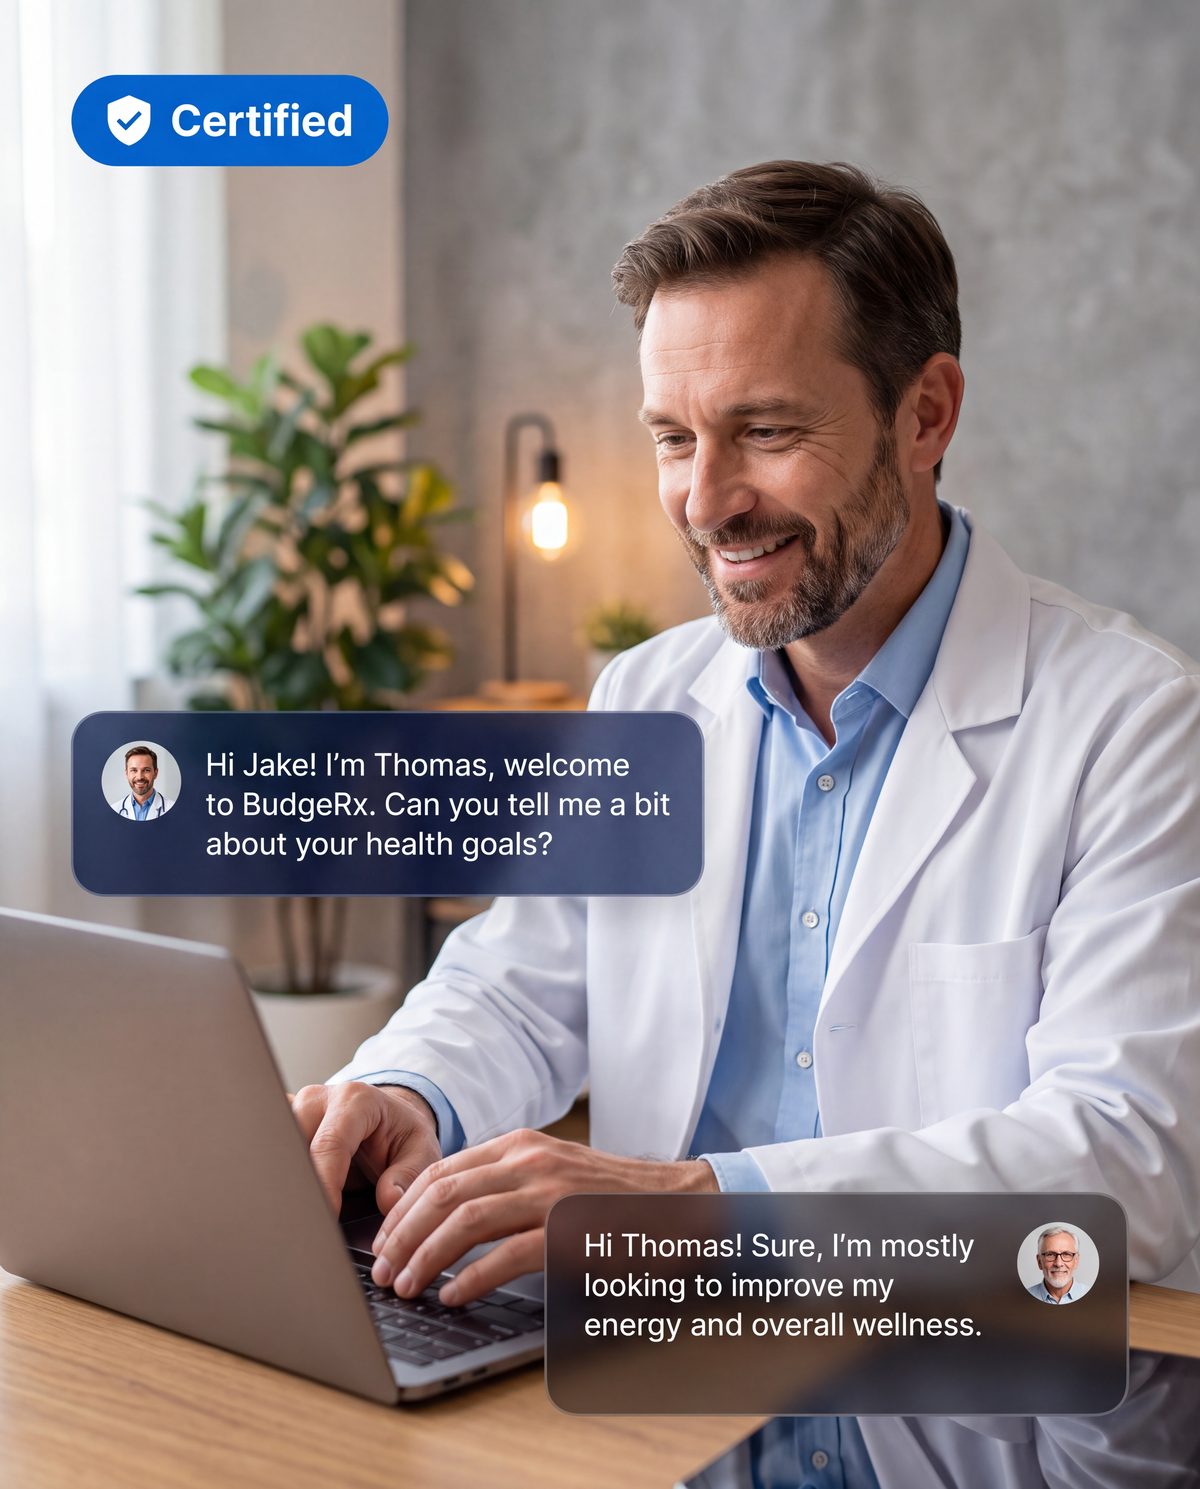 Certified
Hi Jake! I’m Thomas, welcome
to BudgeRx. Can you tell me a bit
about your health goals?
Hi Thomas! Sure, I’m mostly
looking to improve my
energy and overall wellness.